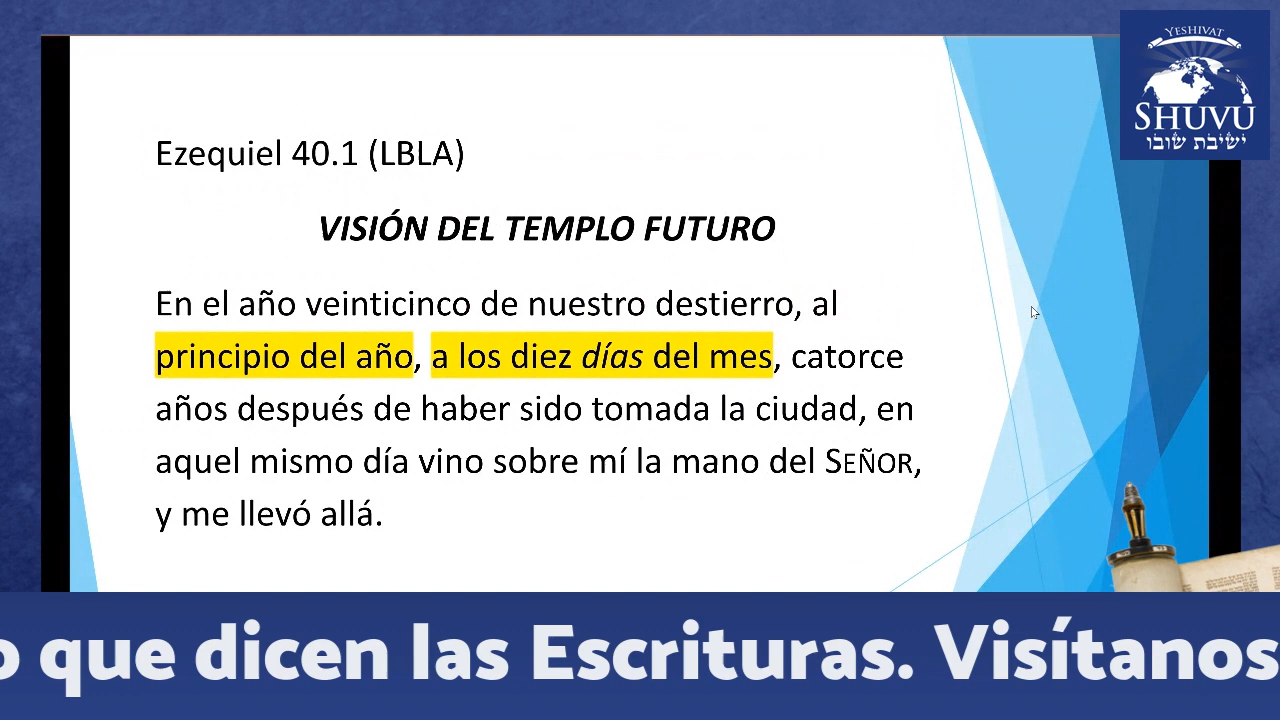 YESHIVAT
SHUVU
ישיבת שובו
Ezequiel 40.1 (LBLA)
VISIÓN DEL TEMPLO FUTURO
En el año veinticinco de nuestro destierro, al
principio del año, a los diez días del mes, catorce
años después de haber sido tomada la ciudad, en
aquel mismo día vino sobre mí la mano del SEÑOR,
y me llevó allá.
o que dicen las Escrituras. Visítanos